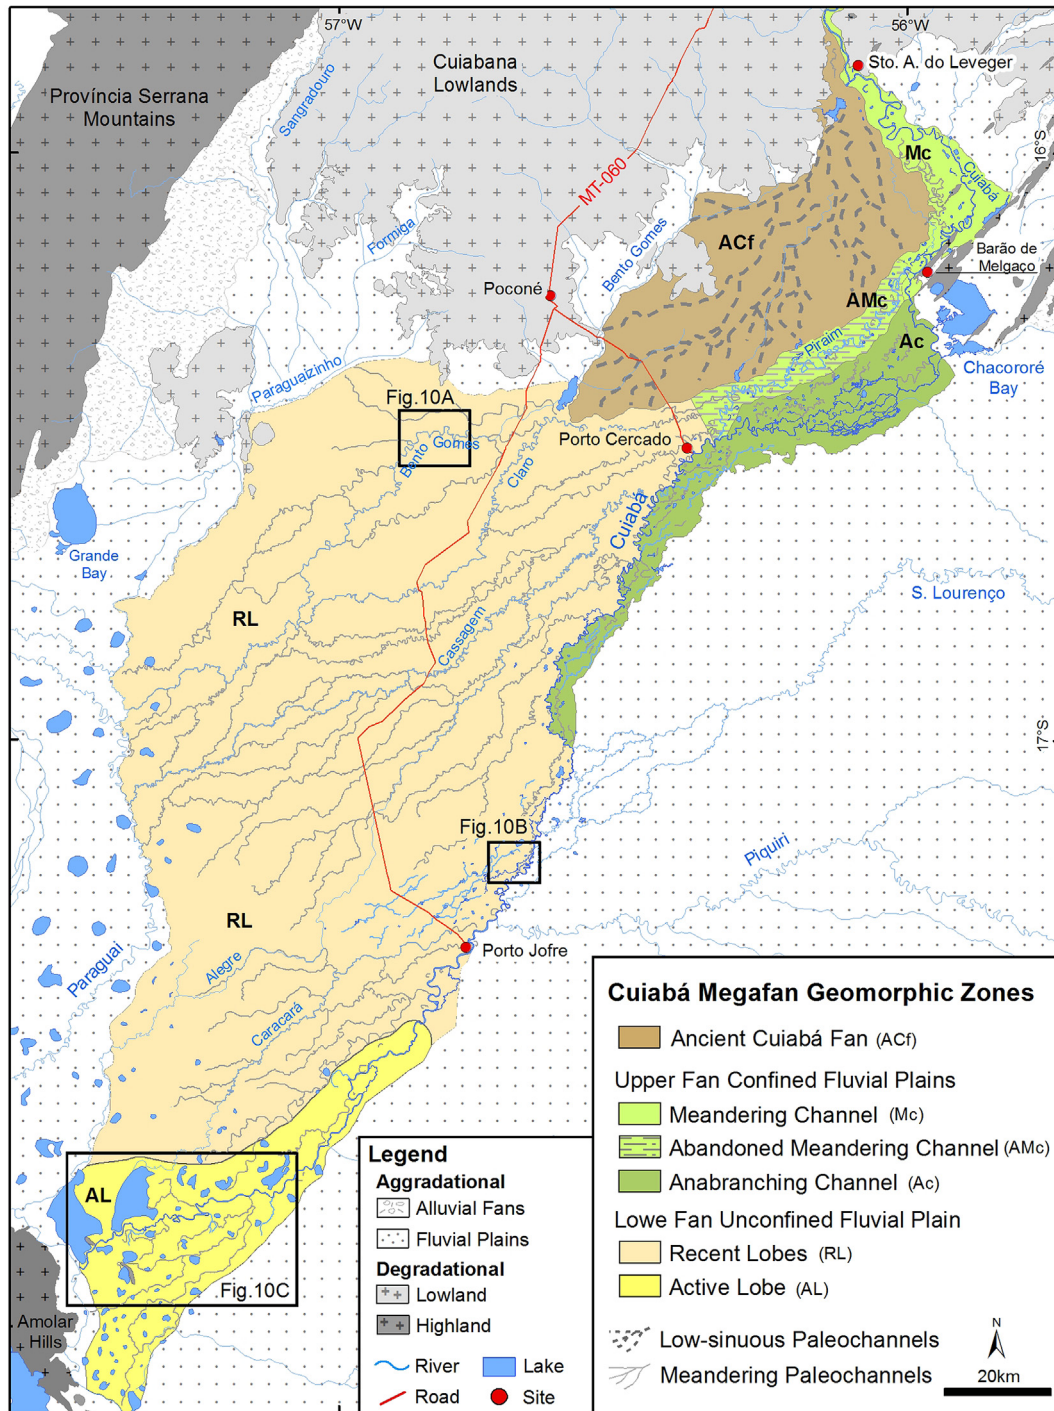 57°W
56°W
Sto. A. do Leveger
Cuiabana
Lowlands
Província Serrana
Mountains
Sangradouro
16°S
Mc
Cuiabá
MT-060
Formiga
Bento Gomes
ACf
Barão de
Melgaço
Poconé
AMc
Ac
Piraim
Chacororé
Bay
Paraguaizinho
Fig.10A
Bento Gomes
Claro
Porto Cercado
Cuiabá
Grande
Bay
S. Lourenço
RL
Cassagem
17°S
Fig.10B
Piquiri
RL
Paraguai
Alegre
Porto Jofre
Caracará
AL
Fig.10C
Amolar
Hills
Legend
Aggradational
Alluvial Fans
Fluvial Plains
Degradational
Lowland
Highland
River
Lake
Road
Site
Cuiabá Megafan Geomorphic Zones
Ancient Cuiabá Fan (ACf)
Upper Fan Confined Fluvial Plains
Meandering Channel (Mc)
Abandoned Meandering Channel (AMc)
Anabranching Channel (Ac)
Lowe Fan Unconfined Fluvial Plain
Recent Lobes (RL)
Active Lobe (AL)
Low-sinuous Paleochannels
Meandering Paleochannels
N
20km